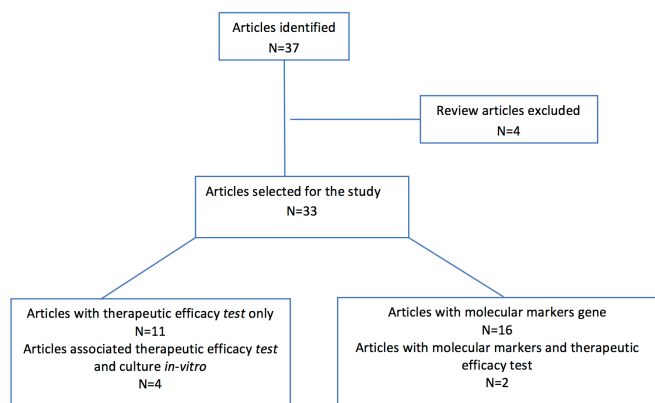 Articles identified
N=37
Review articles excluded
N=4
Articles selected for the study
N=33
Articles with therapeutic efficacy test only
N=11
Articles associated therapeutic efficacy test
and culture in-vitro
N=4
Articles with molecular markers gene
N=16
Articles with molecular markers and therapeutic
efficacy test
N=2